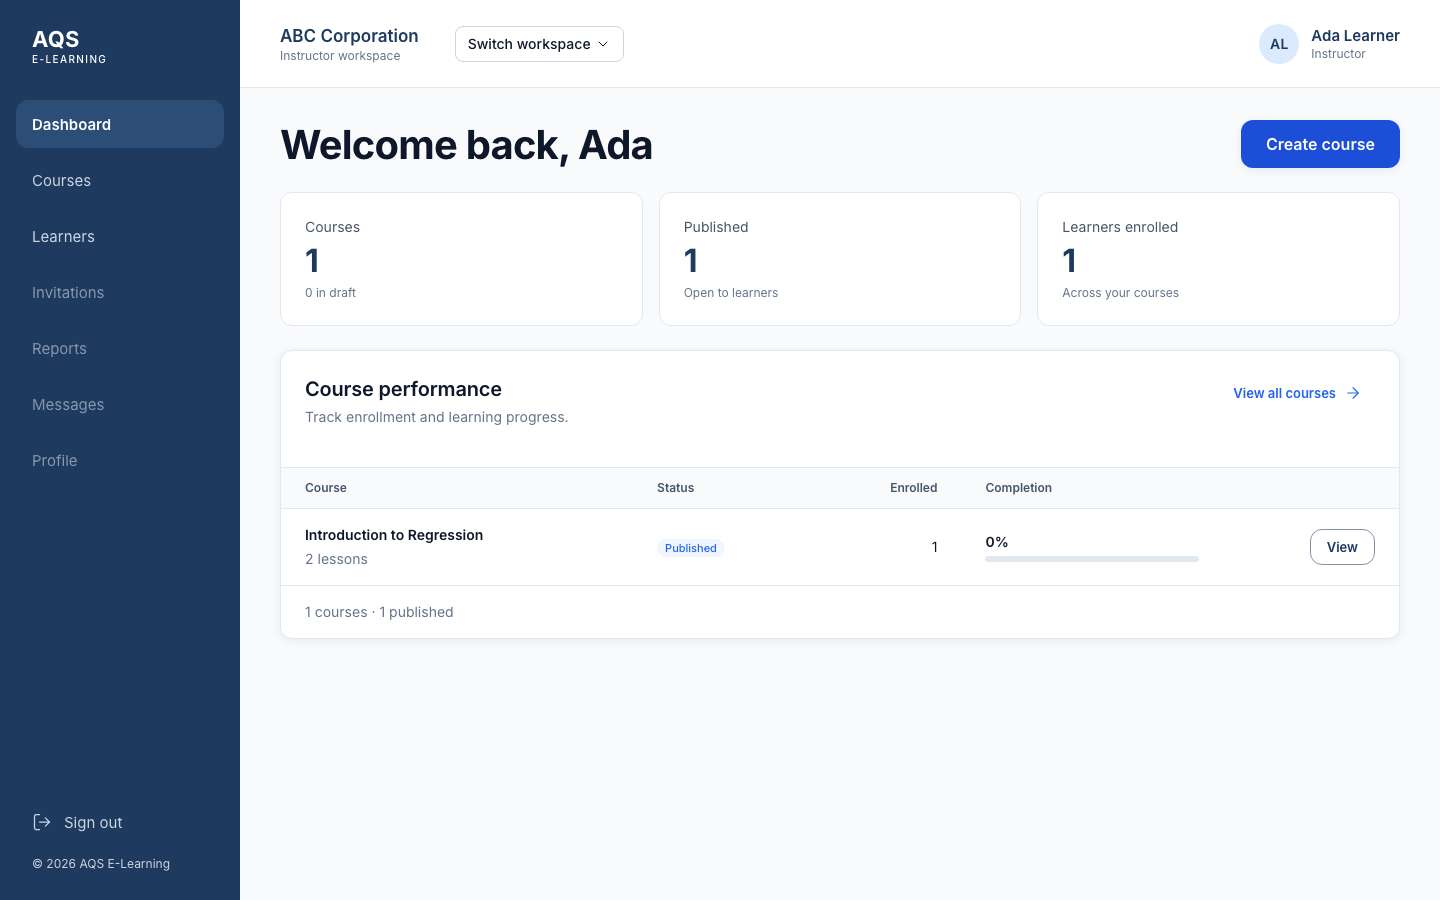 AQS
E-LEARNING
Dashboard
Courses
Learners
Invitations
Reports
Messages
Profile
Sign out
© 2026 AQS E-Learning
ABC Corporation
Instructor workspace
Switch workspace
AL
Ada Learner
Instructor
Welcome back, Ada
Create course
Courses
1
0 in draft
Published
1
Open to learners
Learners enrolled
1
Across your courses
Course performance
Track enrollment and learning progress.
View all courses
Course Status Enrolled Completion
Introduction to Regression
2 lessons
Published
1
0%
View
1 courses · 1 published